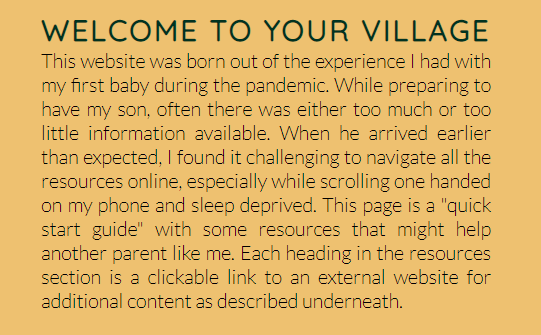 WELCOME TO YOUR VILLAGE
This website was born out of the experience I had with
my first baby during the pandemic. While preparing to
have my son, often there was either too much or too
little information available. When he arrived earlier
than expected, I found it challenging to navigate all the
resources online, especially while scrolling one handed
on my phone and sleep deprived. This page is a "quick
start guide" with some resources that might help
another parent like me. Each heading in the resources
section is a clickable link to an external website for
additional content as described underneath.